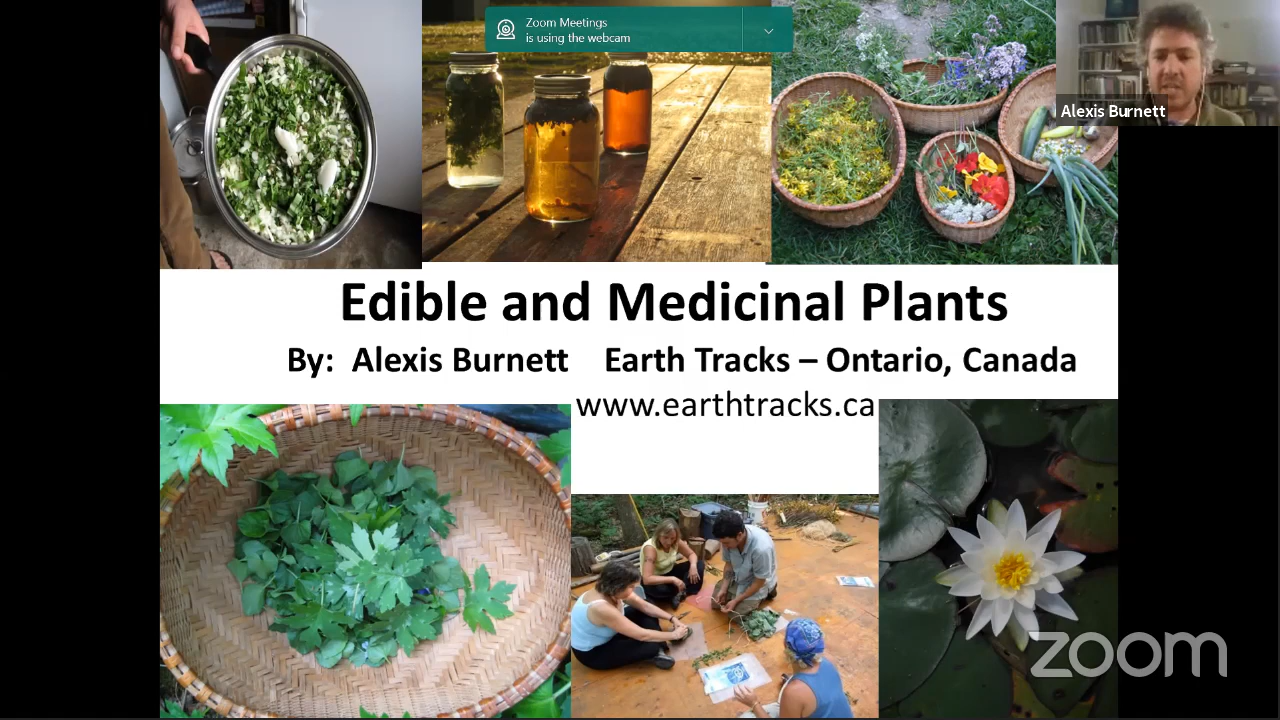 Zoom Meetings
is using the webcam
Alexis Burnett
Edible and Medicinal Plants
By: Alexis Burnett Earth Tracks – Ontario, Canada
www.earthtracks.ca
zoom